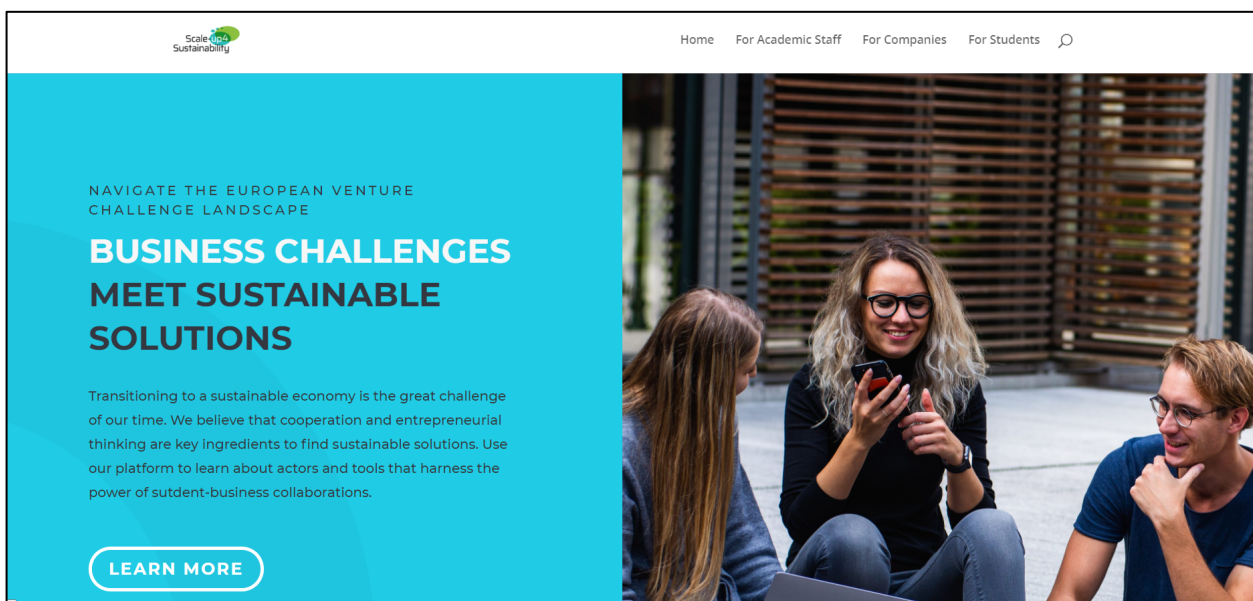 Scale-up4
Sustainability
Home For Academic Staff For Companies For Students
NAVIGATE THE EUROPEAN VENTURE
CHALLENGE LANDSCAPE
BUSINESS CHALLENGES
MEET SUSTAINABLE
SOLUTIONS
Transitioning to a sustainable economy is the great challenge
of our time. We believe that cooperation and entrepreneurial
thinking are key ingredients to find sustainable solutions. Use
our platform to learn about actors and tools that harness the
power of sutdent-business collaborations.
LEARN MORE